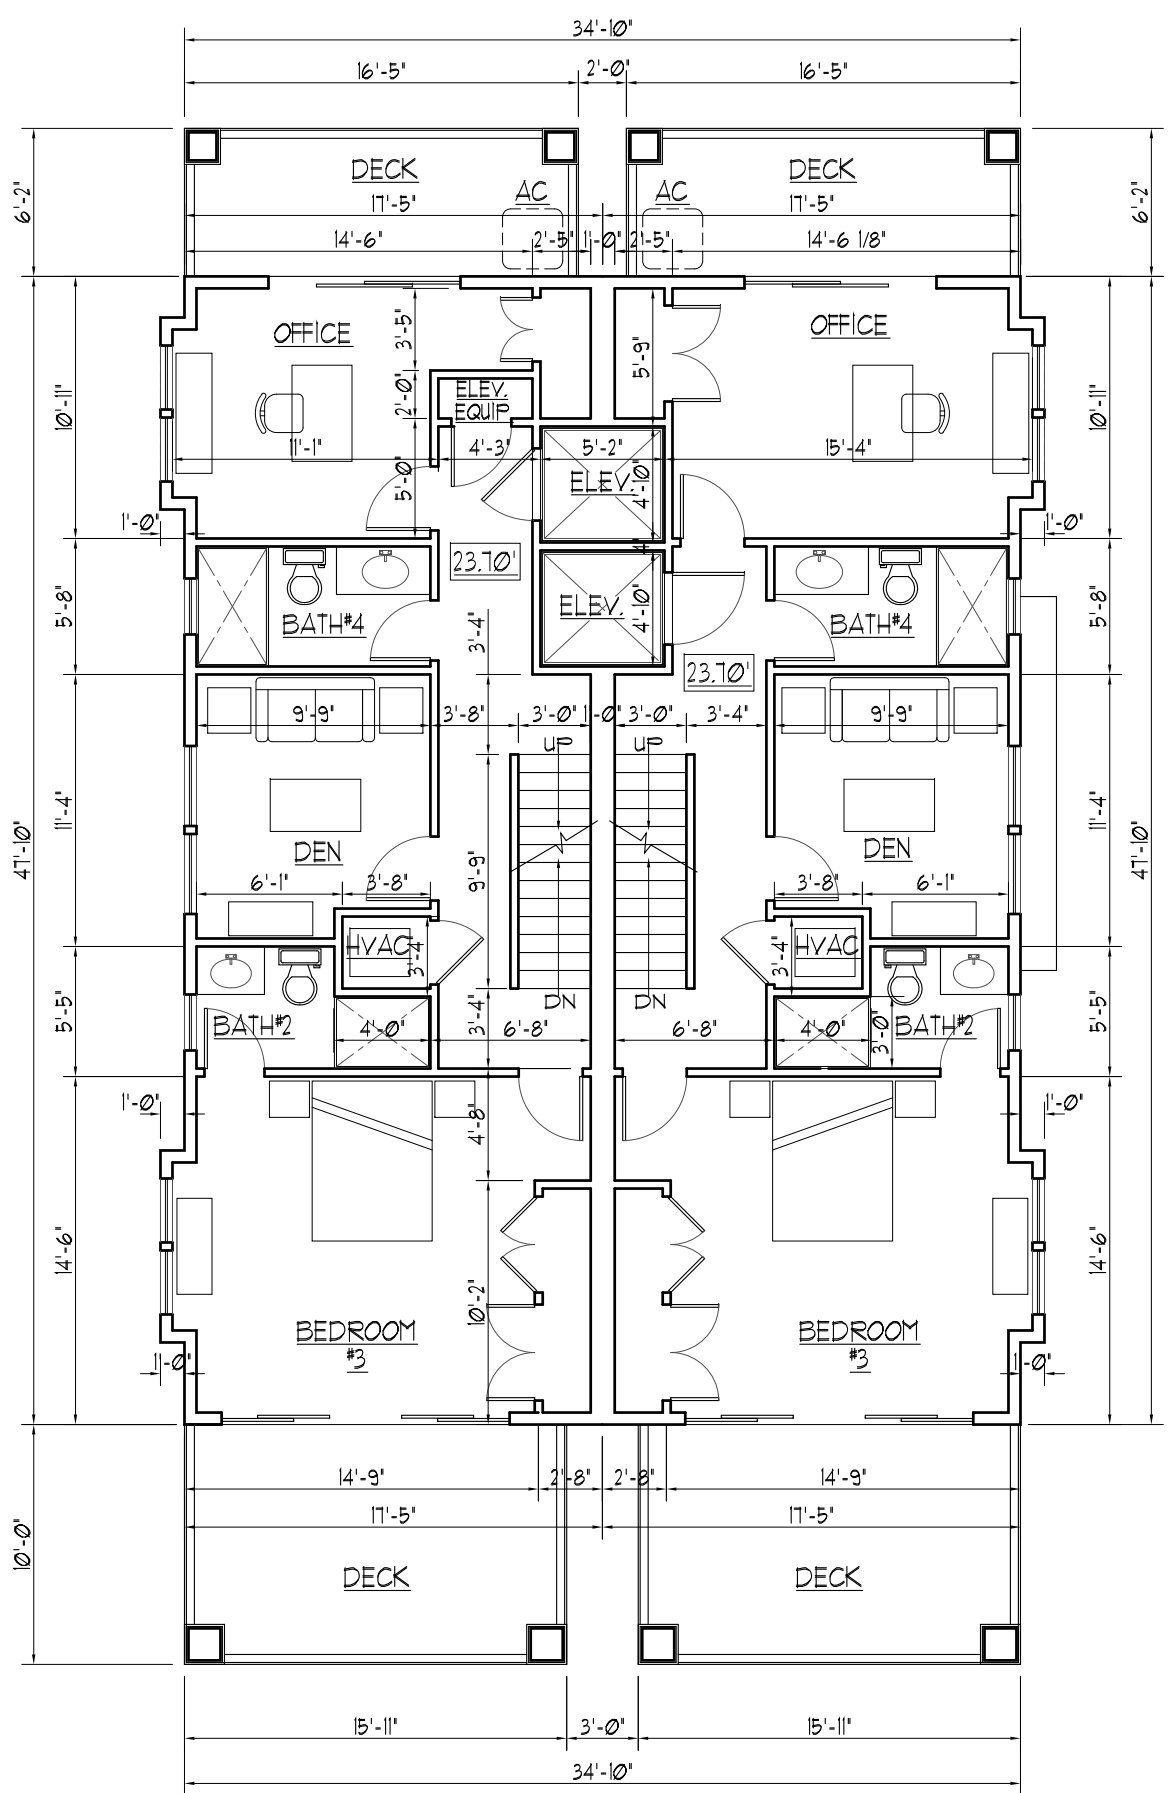 34'-10"
16'-5" 2'-0" 16'-5"
DECK DECK
6'-2" 6'-2"
AC AC
17'-5" 17'-5"
14'-6" 2'-5" 1'-0" 2'-5" 14'-6 1/8"
OFFICE OFFICE
3'-5" 5'-9"
ELEV.
EQUIP
2'-0"
10'-11" 10'-11"
11'-1" 4'-3" 5'-2" 15'-4"
5'-0" ELEV. 4'-10"
1'-0" 1'-0"
23.70'
5'-8" ELEV. 4'-10" 5'-8"
BATH#4 BATH#4
3'-4"
23.70'
9'-9" 3'-8" 3'-0" 1'-0" 3'-0" 3'-4" 9'-9"
UP UP
11'-4" 11'-4"
47'-10" 47'-10"
DEN DEN
9'-9"
6'-1" 3'-8" 3'-8" 6'-1"
HVAC HVAC
3'-4" 3'-4"
DN DN
5'-5" 5'-5"
BATH#2 4'-0" 3'-4" 6'-8" 6'-8" 4'-0" 3'-0" BATH#2
1'-0" 1'-0"
4'-8"
14'-6" 14'-6"
10'-2"
BEDROOM BEDROOM
#3 #3
1'-0" 1'-0"
14'-9" 2'-8" 2'-8" 14'-9"
17'-5" 17'-5"
10'-0"
DECK DECK
15'-11" 3'-0" 15'-11"
34'-10"